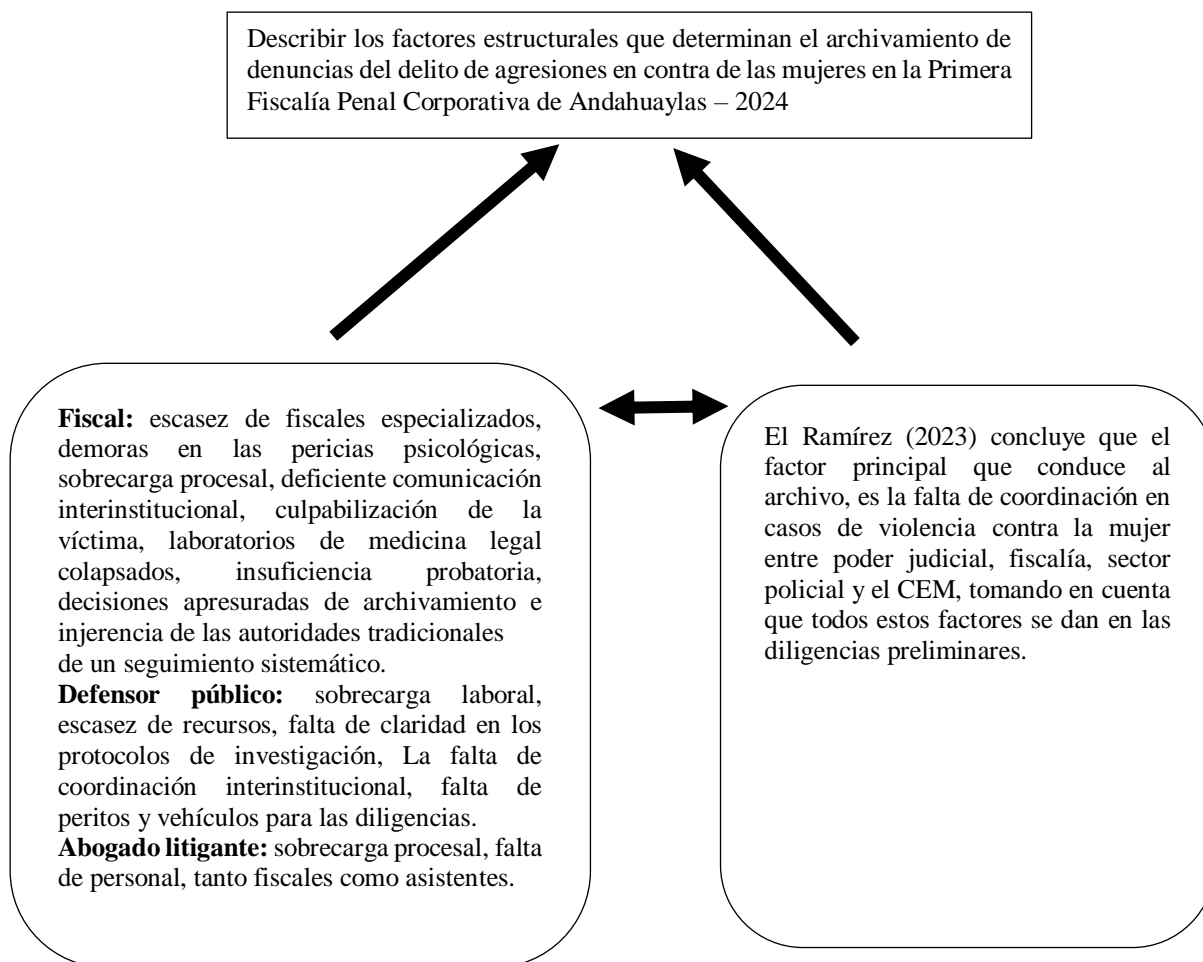 Describir los factores estructurales que determinan el archivamiento de
denuncias del delito de agresiones en contra de las mujeres en la Primera
Fiscalía Penal Corporativa de Andahuaylas – 2024
Fiscal: escasez de fiscales especializados,
demoras en las pericias psicológicas,
sobrecarga procesal, deficiente comunicación
interinstitucional, culpabilización de la
víctima, laboratorios de medicina legal
colapsados, insuficiencia probatoria,
decisiones apresuradas de archivamiento e
injerencia de las autoridades tradicionales
de un seguimiento sistemático.
Defensor público: sobrecarga laboral,
escasez de recursos, falta de claridad en los
protocolos de investigación, La falta de
coordinación interinstitucional, falta de
peritos y vehículos para las diligencias.
Abogado litigante: sobrecarga procesal, falta
de personal, tanto fiscales como asistentes.
El Ramírez (2023) concluye que el
factor principal que conduce al
archivo, es la falta de coordinación en
casos de violencia contra la mujer
entre poder judicial, fiscalía, sector
policial y el CEM, tomando en cuenta
que todos estos factores se dan en las
diligencias preliminares.